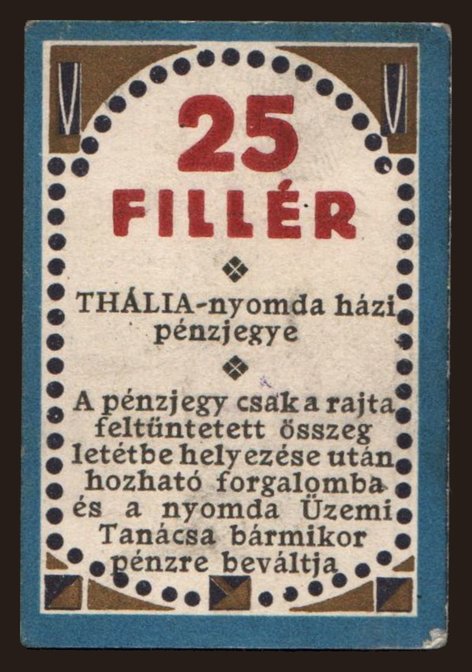 25
FILLÉR
THÁLIA-nyomda házi
pénzjegye
A pénzjegy csak a rajta
feltűntetett összeg
letétbe helyezése után
hozható forgalomba
és a nyomda Üzemi
Tanácsa bármikor
pénzre beváltja